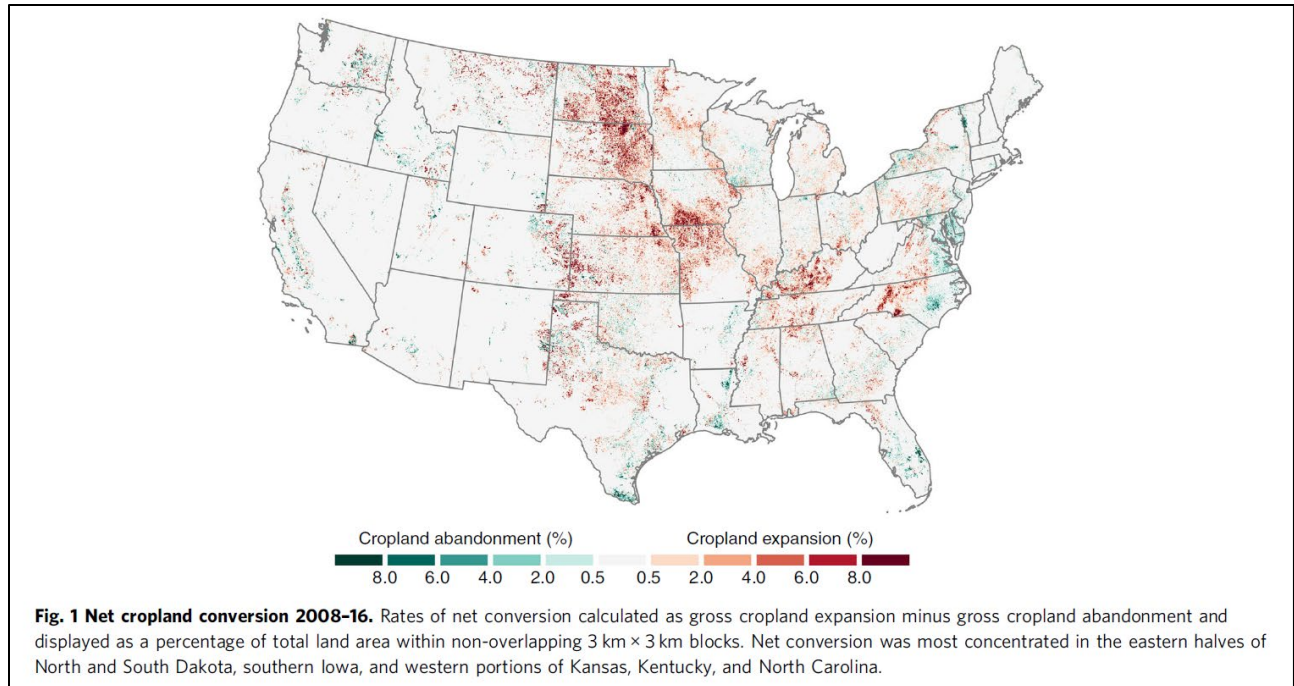 Cropland abandonment (%) Cropland expansion (%)
8.0 6.0 4.0 2.0 0.5 0.5 2.0 4.0 6.0 8.0
Fig. 1 Net cropland conversion 2008–16. Rates of net conversion calculated as gross cropland expansion minus gross cropland abandonment and
displayed as a percentage of total land area within non-overlapping 3 km × 3 km blocks. Net conversion was most concentrated in the eastern halves of
North and South Dakota, southern Iowa, and western portions of Kansas, Kentucky, and North Carolina.